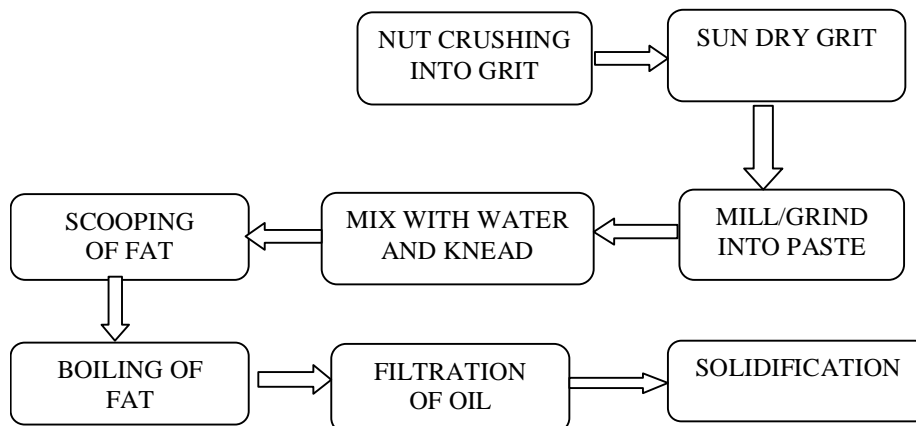 NUT CRUSHING
INTO GRIT
SUN DRY GRIT
MILL/GRIND
INTO PASTE
MIX WITH WATER
AND KNEAD
SCOOPING
OF FAT
BOILING OF
FAT
FILTRATION
OF OIL
SOLIDIFICATION